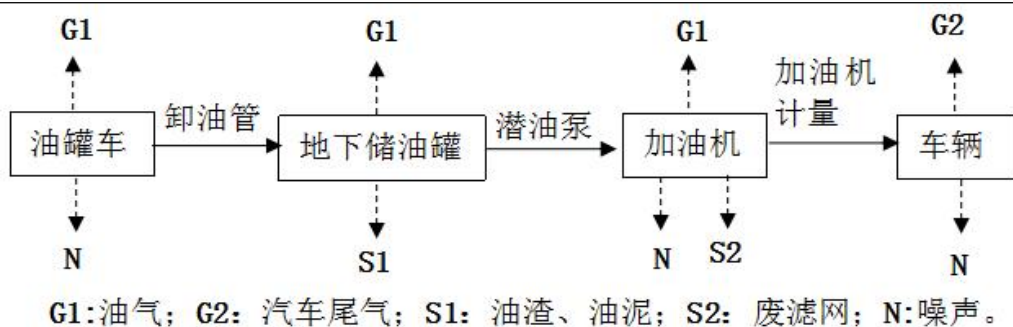 G1 G1 G1 G2
加油机
计量
卸油管 潜油泵
油罐车 地下储油罐 加油机 车辆
N S1 N S2 N
G1:油气；G2：汽车尾气；S1：油渣、油泥；S2：废滤网；N:噪声。